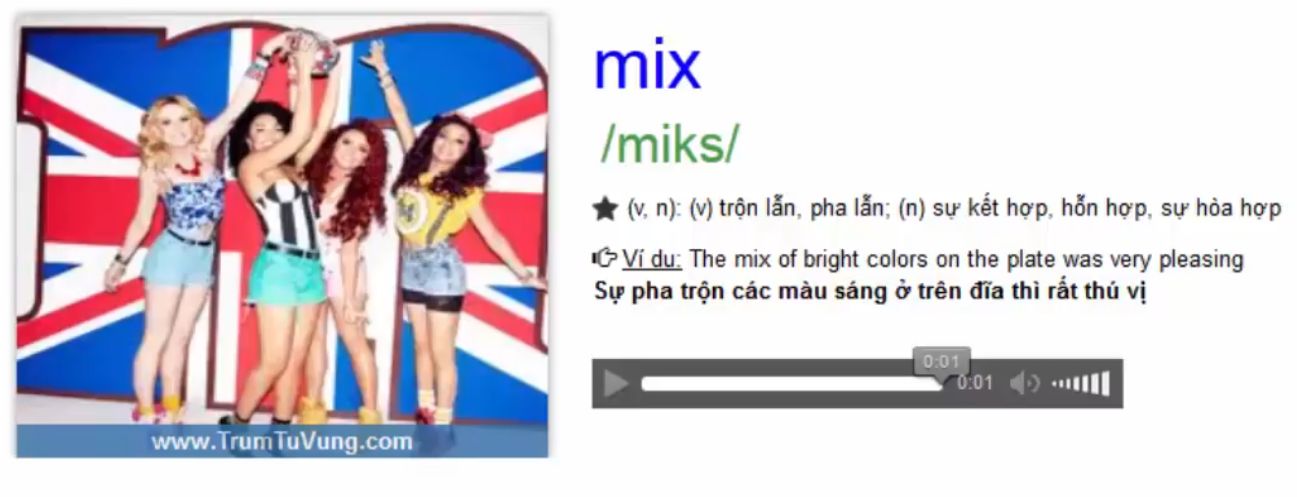 mix
/miks/
(v, n): (v) trộn lẫn, pha lẫn; (n) sự kết hợp, hỗn hợp, sự hòa hợp
Ví du: The mix of bright colors on the plate was very pleasing
Sự pha trộn các màu sáng ở trên đĩa thì rất thú vị
0:01
0:01
www.TrumTuVung.com